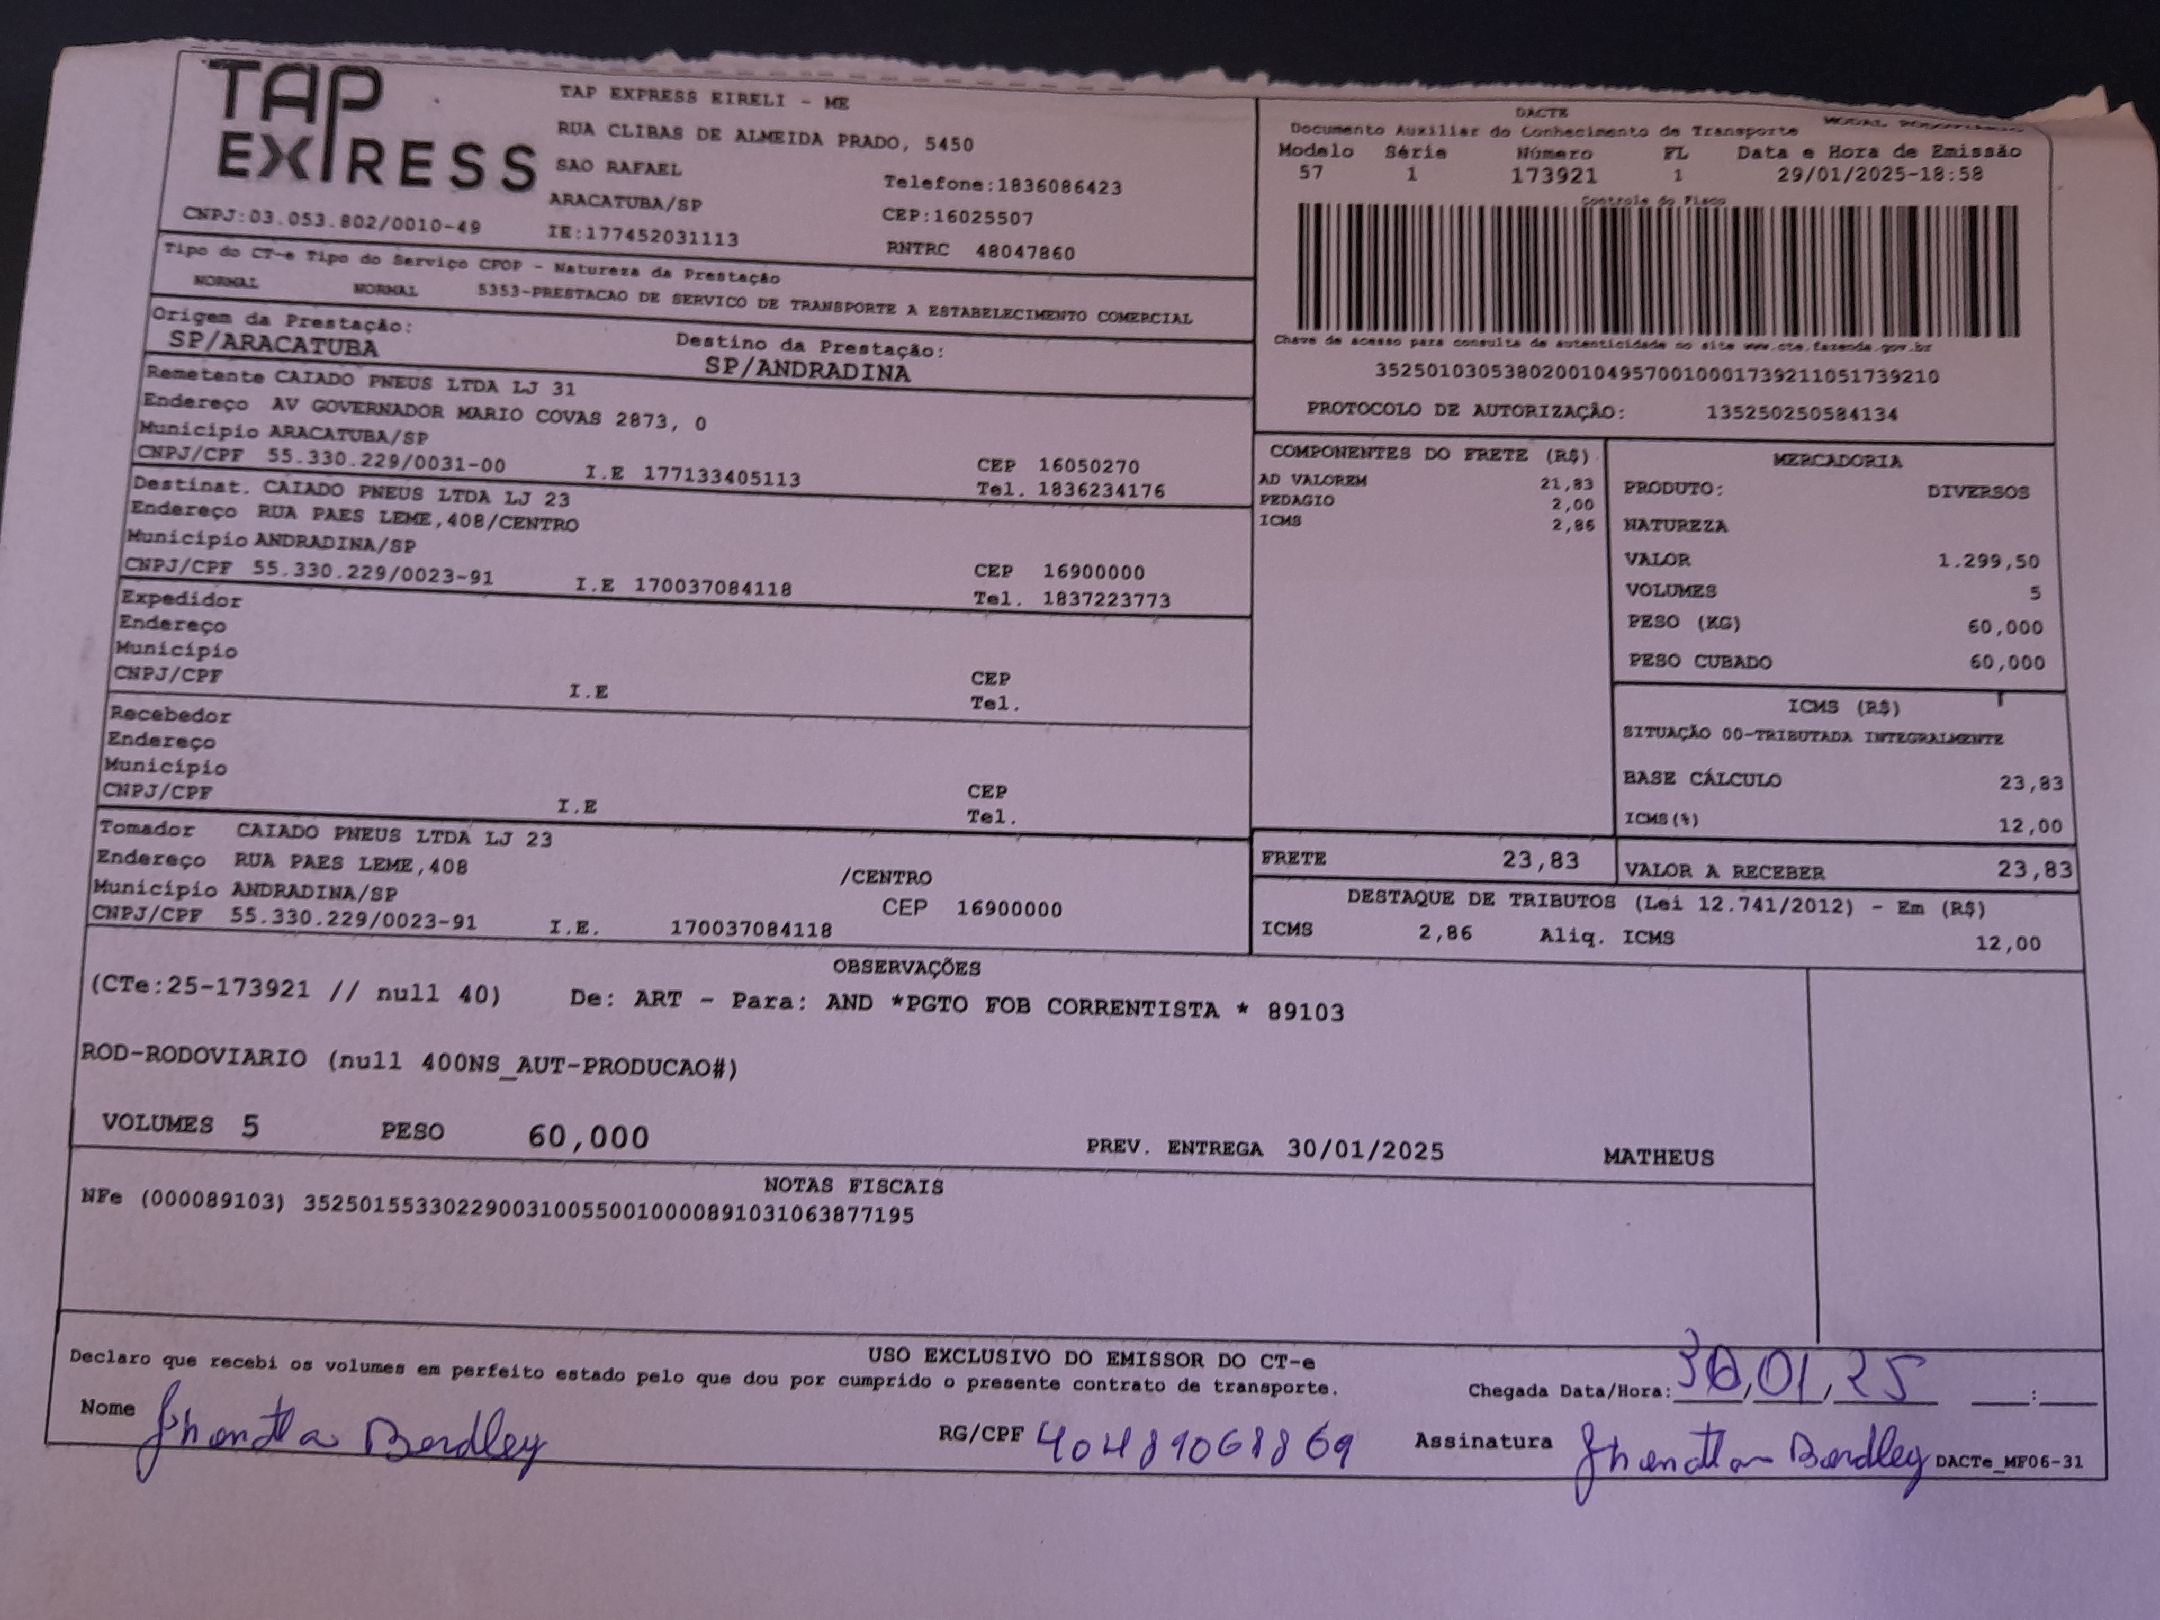 TAP EXPRESS
TAP EXPRESS EIRELI - ME
RUA CLIBAS DE ALMEIDA PRADO, 5450
SAO RAFAEL
Telefone:1836086423
ARACATUBA/SP
CEP:16025507
CNPJ:03.053.802/0010-49
IE:177452031113
RNTRC 48047860
DACTE
Documento Auxiliar do Conhecimento de Transporte
Modelo Série Número FL Data e Hora de Emissão
57 1 173921 1 29/01/2025-18:58
Controle do Fisco
Chave de acesso para consulta de autenticidade no site www.cte.fazenda.gov.br
35250103053802001049570010001739211051739210
PROTOCOLO DE AUTORIZAÇÃO: 135250250584134
Tipo do CT-e Tipo do Serviço CFOP - Natureza da Prestação
NORMAL NORMAL 5353-PRESTACAO DE SERVICO DE TRANSPORTE A ESTABELECIMENTO COMERCIAL
Origem da Prestação: Destino da Prestação:
SP/ARACATUBA SP/ANDRADINA
Remetente CAIADO PNEUS LTDA LJ 31
Endereço AV GOVERNADOR MARIO COVAS 2873, 0
Município ARACATUBA/SP
CEP 16050270
CNPJ/CPF 55.330.229/0031-00 I.E 177133405113 Tel. 1836234176
Destinat. CAIADO PNEUS LTDA LJ 23
Endereço RUA PAES LEME,408/CENTRO
Município ANDRADINA/SP
CEP 16900000
CNPJ/CPF 55.330.229/0023-91 I.E 170037084118 Tel. 1837223773
Expedidor
Endereço
Município
CEP
CNPJ/CPF I.E Tel.
Recebedor
Endereço
Município
CEP
CNPJ/CPF I.E Tel.
Tomador CAIADO PNEUS LTDA LJ 23
Endereço RUA PAES LEME,408 /CENTRO
Município ANDRADINA/SP CEP 16900000
CNPJ/CPF 55.330.229/0023-91 I.E. 170037084118
COMPONENTES DO FRETE (R$)
AD VALOREM 21,83
PEDAGIO 2,00
ICMS 2,86
MERCADORIA
PRODUTO: DIVERSOS
NATUREZA
VALOR 1.299,50
VOLUMES 5
PESO (KG) 60,000
PESO CUBADO 60,000
ICMS (R$)
SITUAÇÃO 00-TRIBUTADA INTEGRALMENTE
BASE CÁLCULO 23,83
ICMS(%) 12,00
FRETE 23,83
VALOR A RECEBER 23,83
DESTAQUE DE TRIBUTOS (Lei 12.741/2012) - Em (R$)
ICMS 2,86 Aliq. ICMS 12,00
OBSERVAÇÕES
(CTe:25-173921 // null 40) De: ART - Para: AND *PGTO FOB CORRENTISTA * 89103
ROD-RODOVIARIO (null 400NS_AUT-PRODUCAO#)
VOLUMES 5 PESO 60,000 PREV. ENTREGA 30/01/2025 MATHEUS
NOTAS FISCAIS
NFe (000089103) 35250155330229003100550010000891031063877195
USO EXCLUSIVO DO EMISSOR DO CT-e
Declaro que recebi os volumes em perfeito estado pelo que dou por cumprido o presente contrato de transporte.
Chegada Data/Hora: 30,01,25 :
Nome
RG/CPF 40489068869
Assinatura
DACTe_MF06-31